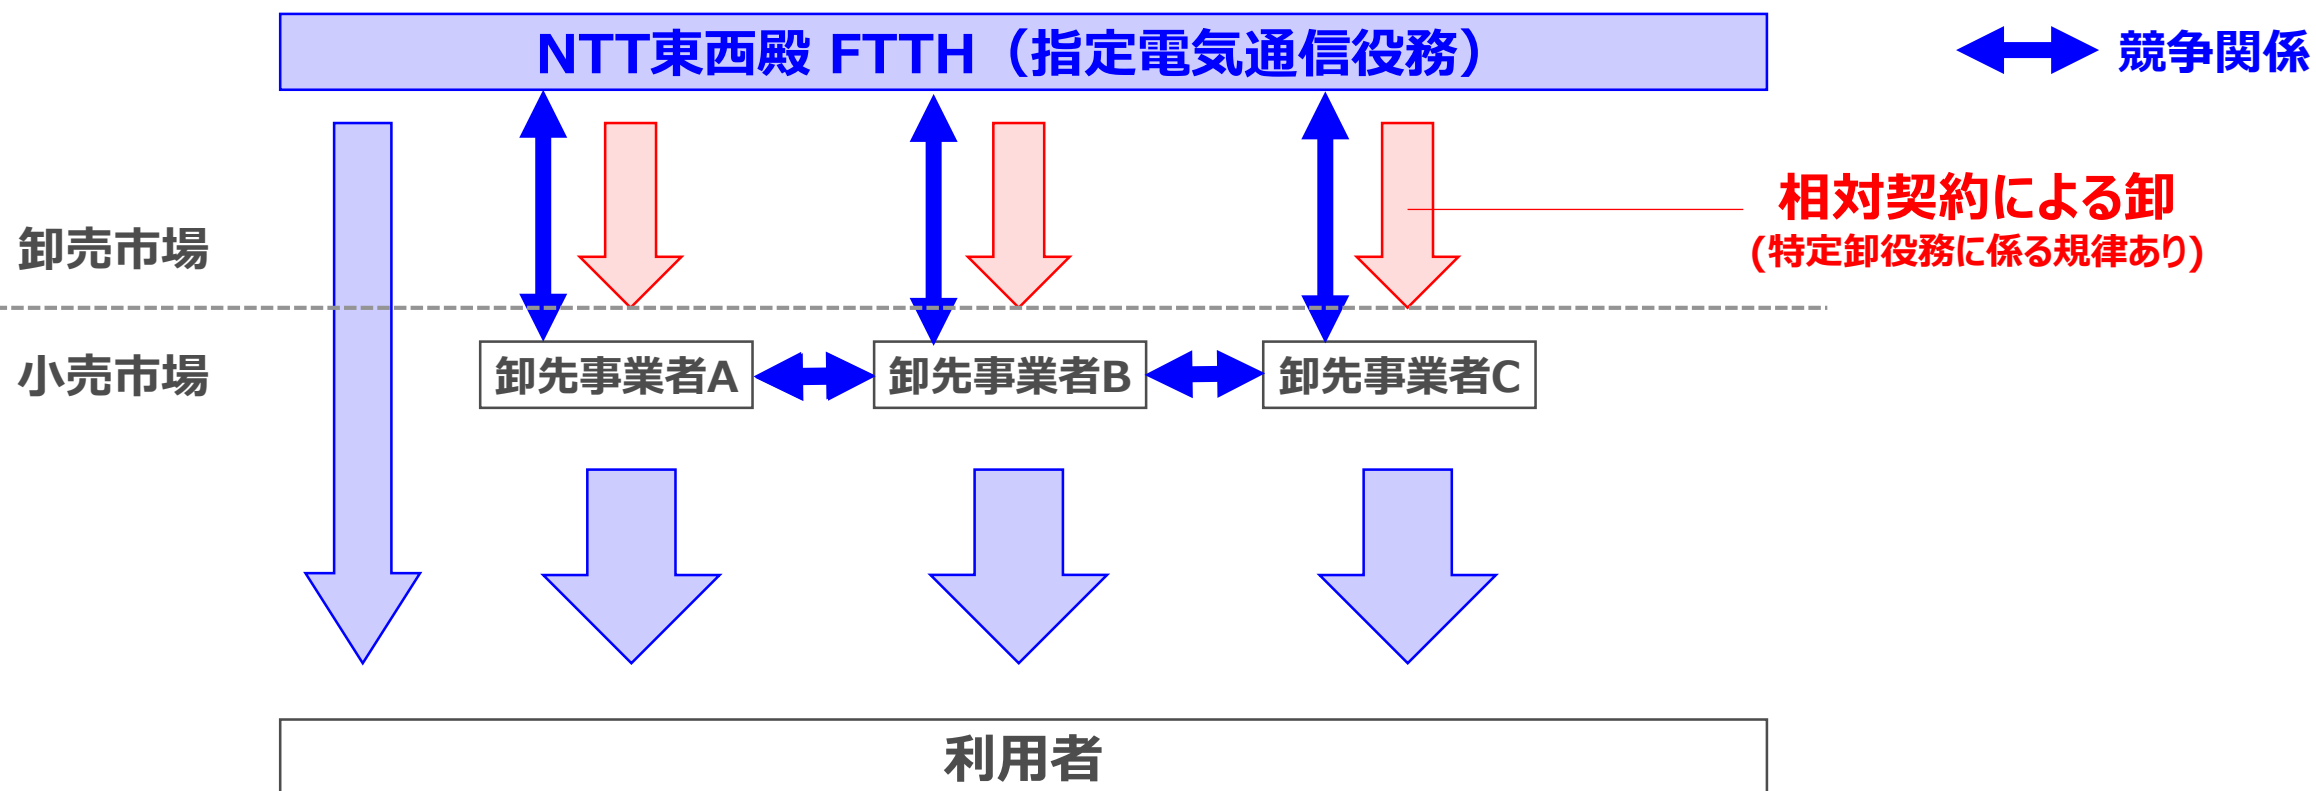 NTT東西殿 FTTH（指定電気通信役務）
競争関係
相対契約による卸
(特定卸役務に係る規律あり)
卸売市場
小売市場
卸先事業者A
卸先事業者B
卸先事業者C
利用者